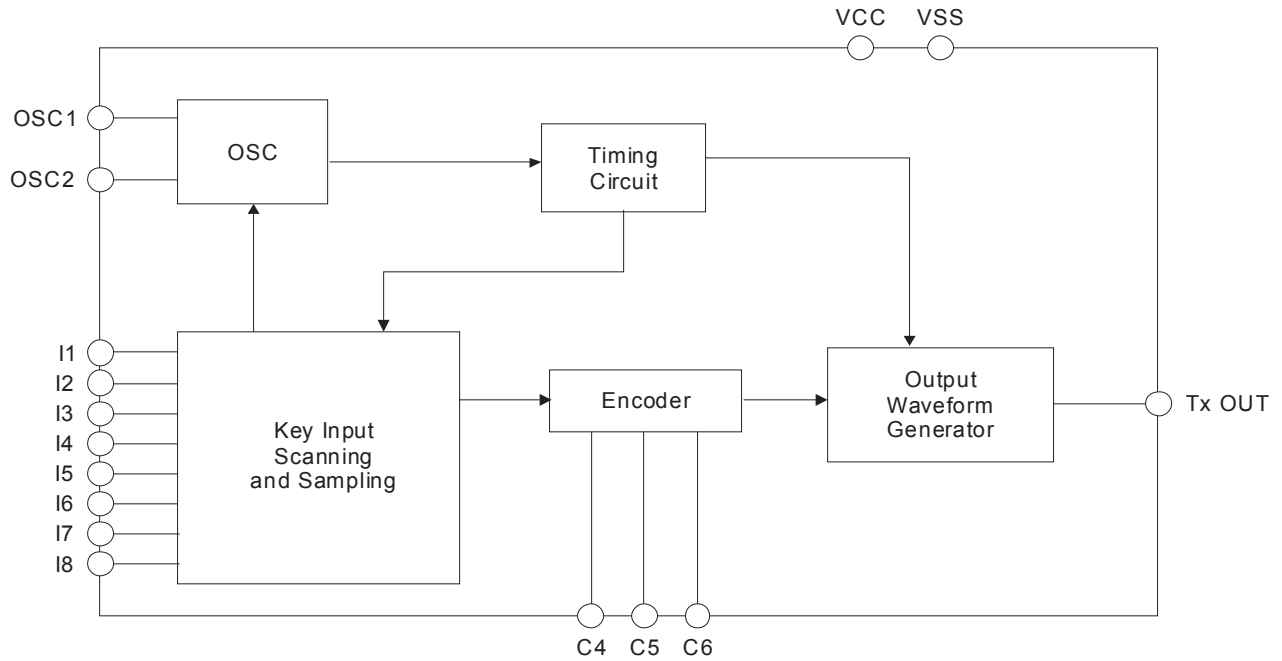 VCC
VSS
OSC1
OSC
Timing
Circuit
OSC2
I1
I2
I3
I4
I5
I6
I7
I8
Key Input
Scanning
and Sampling
Encoder
Output
Waveform
Generator
Tx OUT
C4
C5
C6